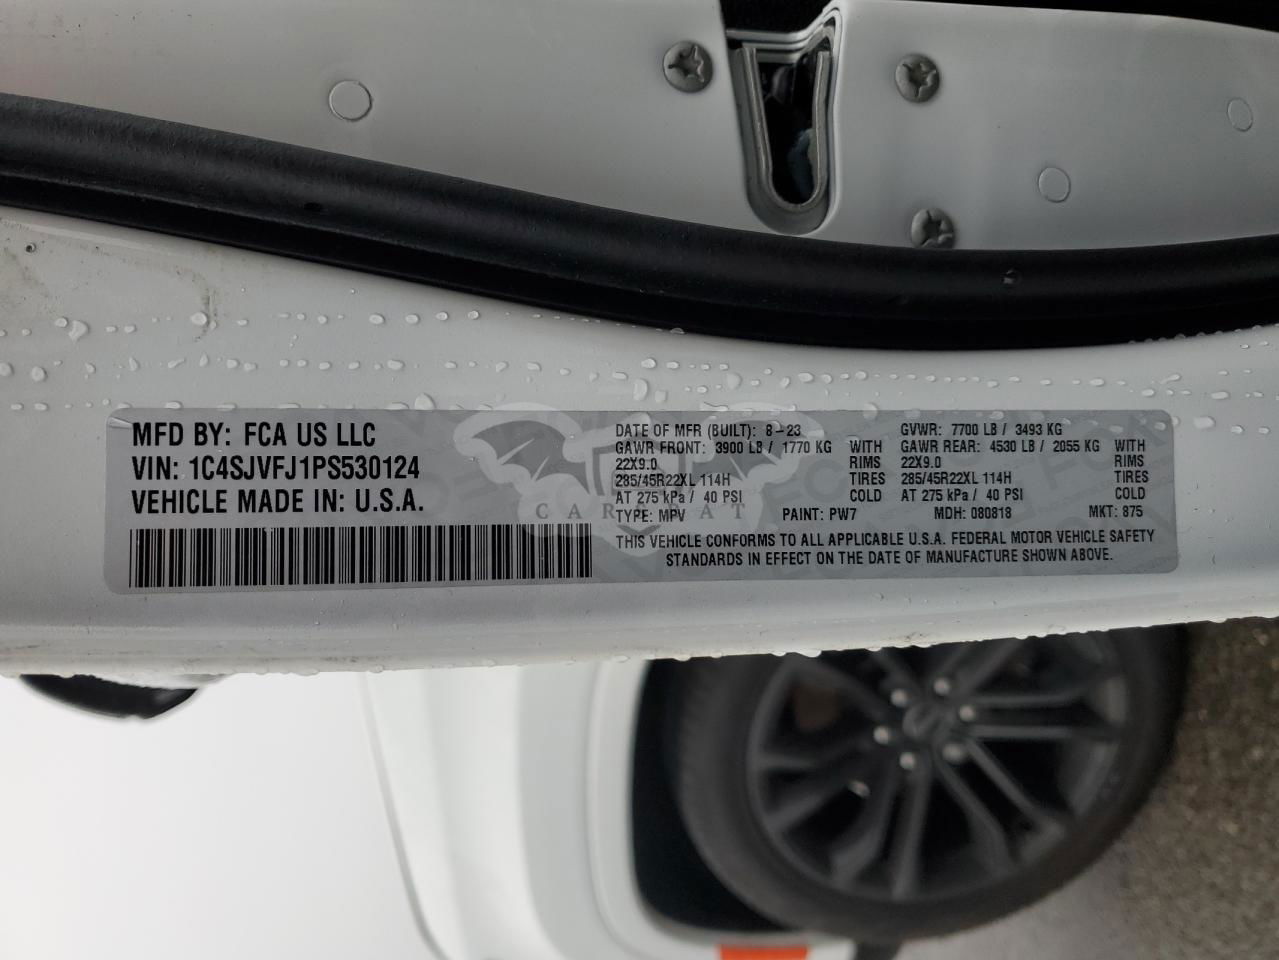 MFD BY: FCA US LLC
VIN: 1C4SJVFJ1PS530124
VEHICLE MADE IN: U.S.A.
DATE OF MFR (BUILT): 8-23 GVWR: 7700 LB / 3493 KG
GAWR FRONT: 3900 LB / 1770 KG WITH GAWR REAR: 4530 LB / 2055 KG WITH
22X9.0 RIMS 22X9.0 RIMS
285/45R22XL 114H TIRES 285/45R22XL 114H TIRES
AT 275 kPa / 40 PSI COLD AT 275 kPa / 40 PSI COLD
TYPE: MPV PAINT: PW7 MDH: 080818 MKT: 875
THIS VEHICLE CONFORMS TO ALL APPLICABLE U.S.A. FEDERAL MOTOR VEHICLE SAFETY
STANDARDS IN EFFECT ON THE DATE OF MANUFACTURE SHOWN ABOVE.